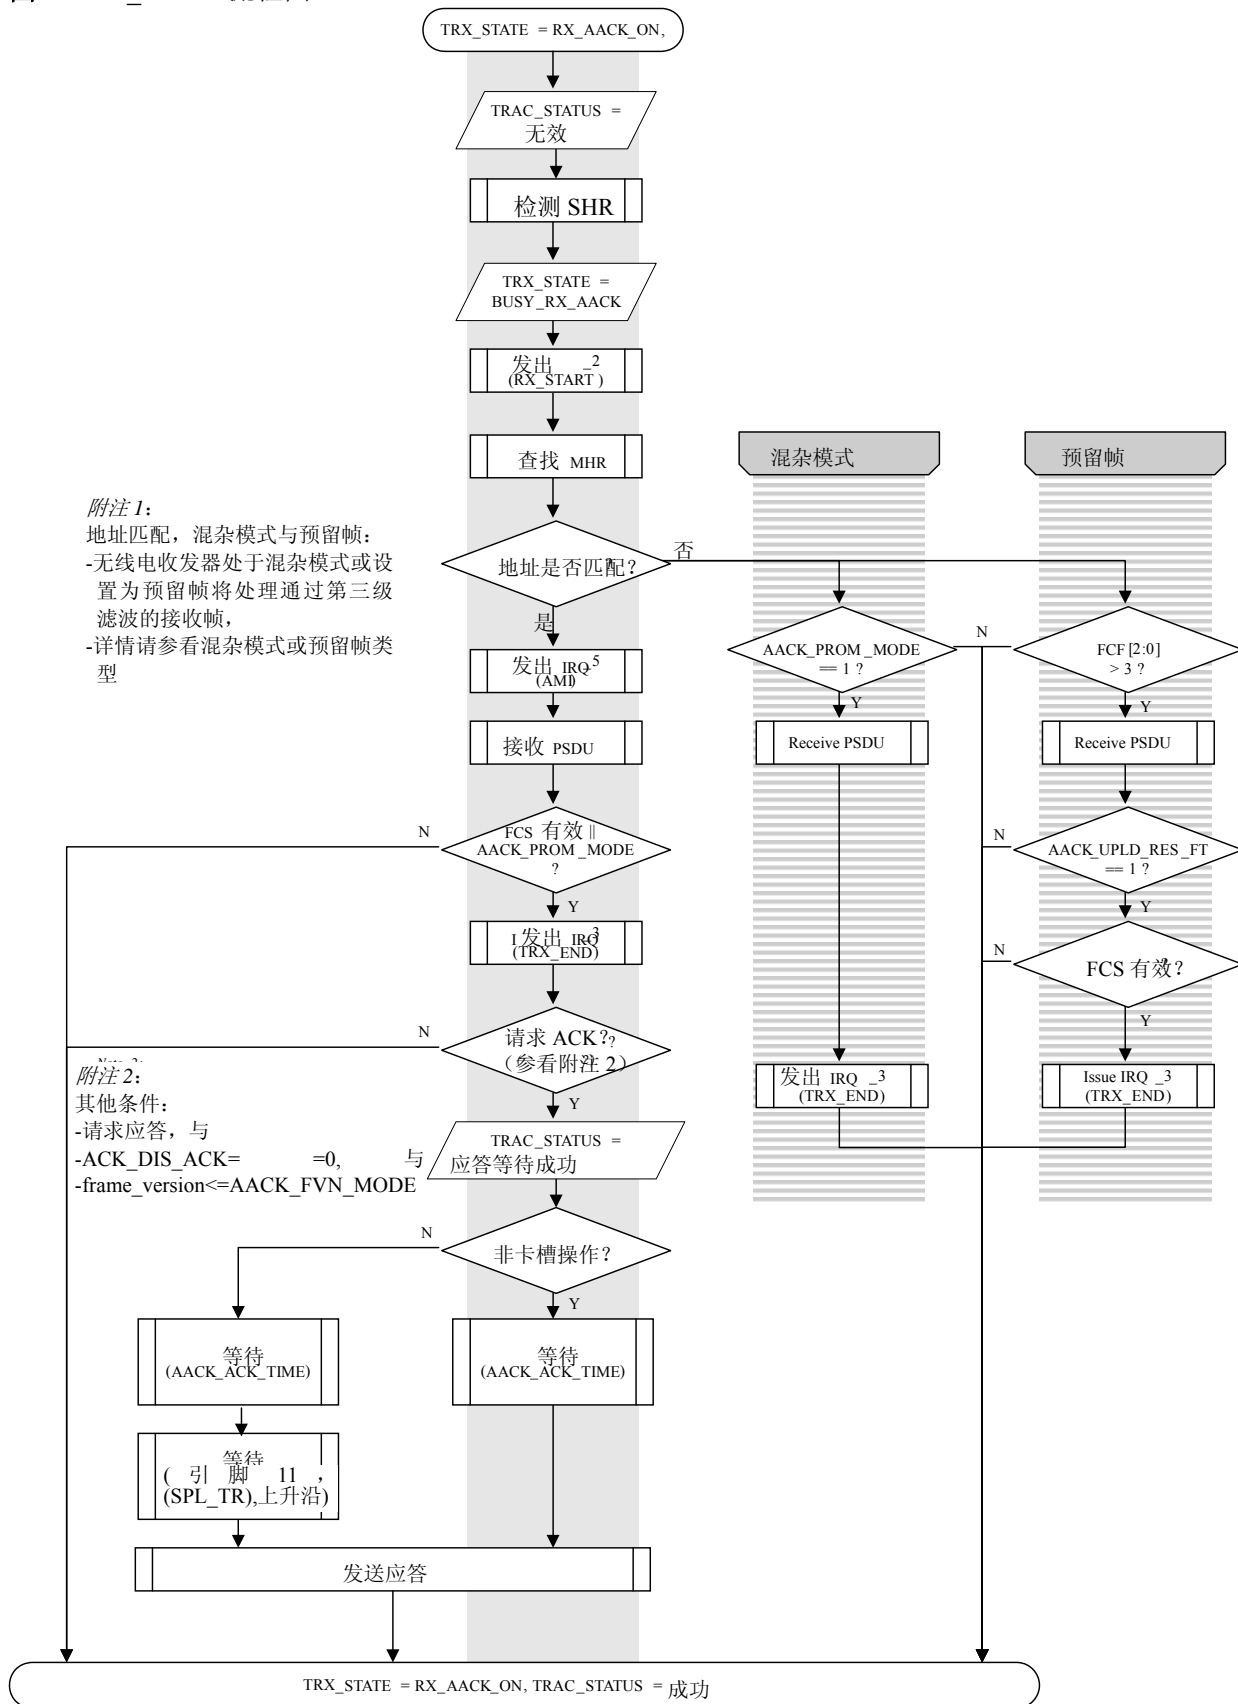 TRX_STATE = RX_AACK_ON,
TRAC_STATUS =
无效
检测 SHR
TRX_STATE =
BUSY_RX_AACK
发出 _2
(RX_START )
查找 MHR
混杂模式
预留帧
附注 1：
地址匹配，混杂模式与预留帧：
-无线电收发器处于混杂模式或设
置为预留帧将处理通过第三级
滤波的接收帧，
-详情请参看混杂模式或预留帧类
型
地址是否匹配？
否
是
AACK_PROM_MODE
== 1 ?
N
FCF [2:0]
> 3 ?
发出 IRQ_5
(AMI)
Y
Y
接收 PSDU
Receive PSDU
Receive PSDU
N
FCS 有效 ||
AACK_PROM_MODE
?
N
AACK_UPLD_RES_FT
== 1 ?
Y
Y
I 发出 IRQ_3
(TRX_END)
N
FCS 有效？
Y
N
请求 ACK？?
（参看附注 2）
附注 2：
其他条件：
-请求应答，与
-ACK_DIS_ACK= =0, 与
-frame_version<=AACK_FVN_MODE
发出 IRQ _3
(TRX_END)
Issue IRQ _3
(TRX_END)
Y
TRAC_STATUS =
应答等待成功
N
非卡槽操作？
Y
等待
(AACK_ACK_TIME)
等待
(AACK_ACK_TIME)
等待
( 引 脚 11 ，
(SPL_TR),上升沿)
发送应答
TRX_STATE = RX_AACK_ON, TRAC_STATUS = 成功